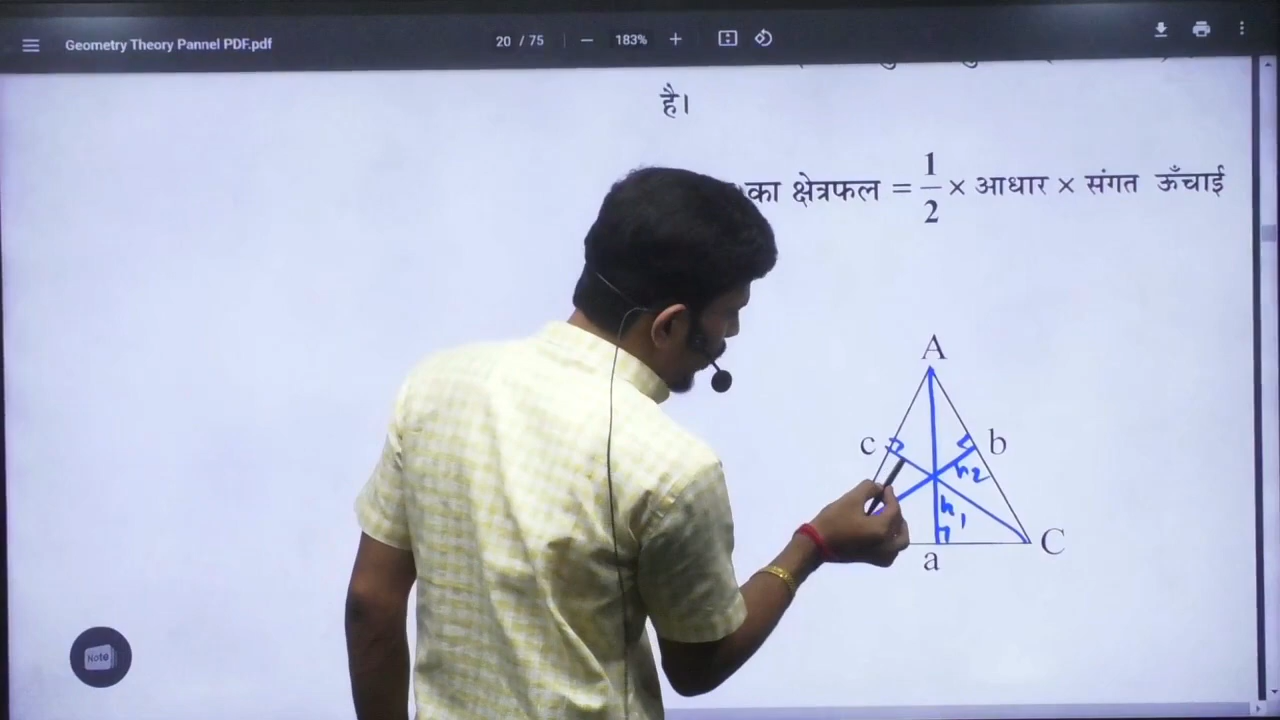 Geometry Theory Pannel PDF.pdf
20 / 75
183%
है।
का क्षेत्रफल = 1/2 × आधार × संगत ऊँचाई
A
c
b
h2
h1
C
a
Note